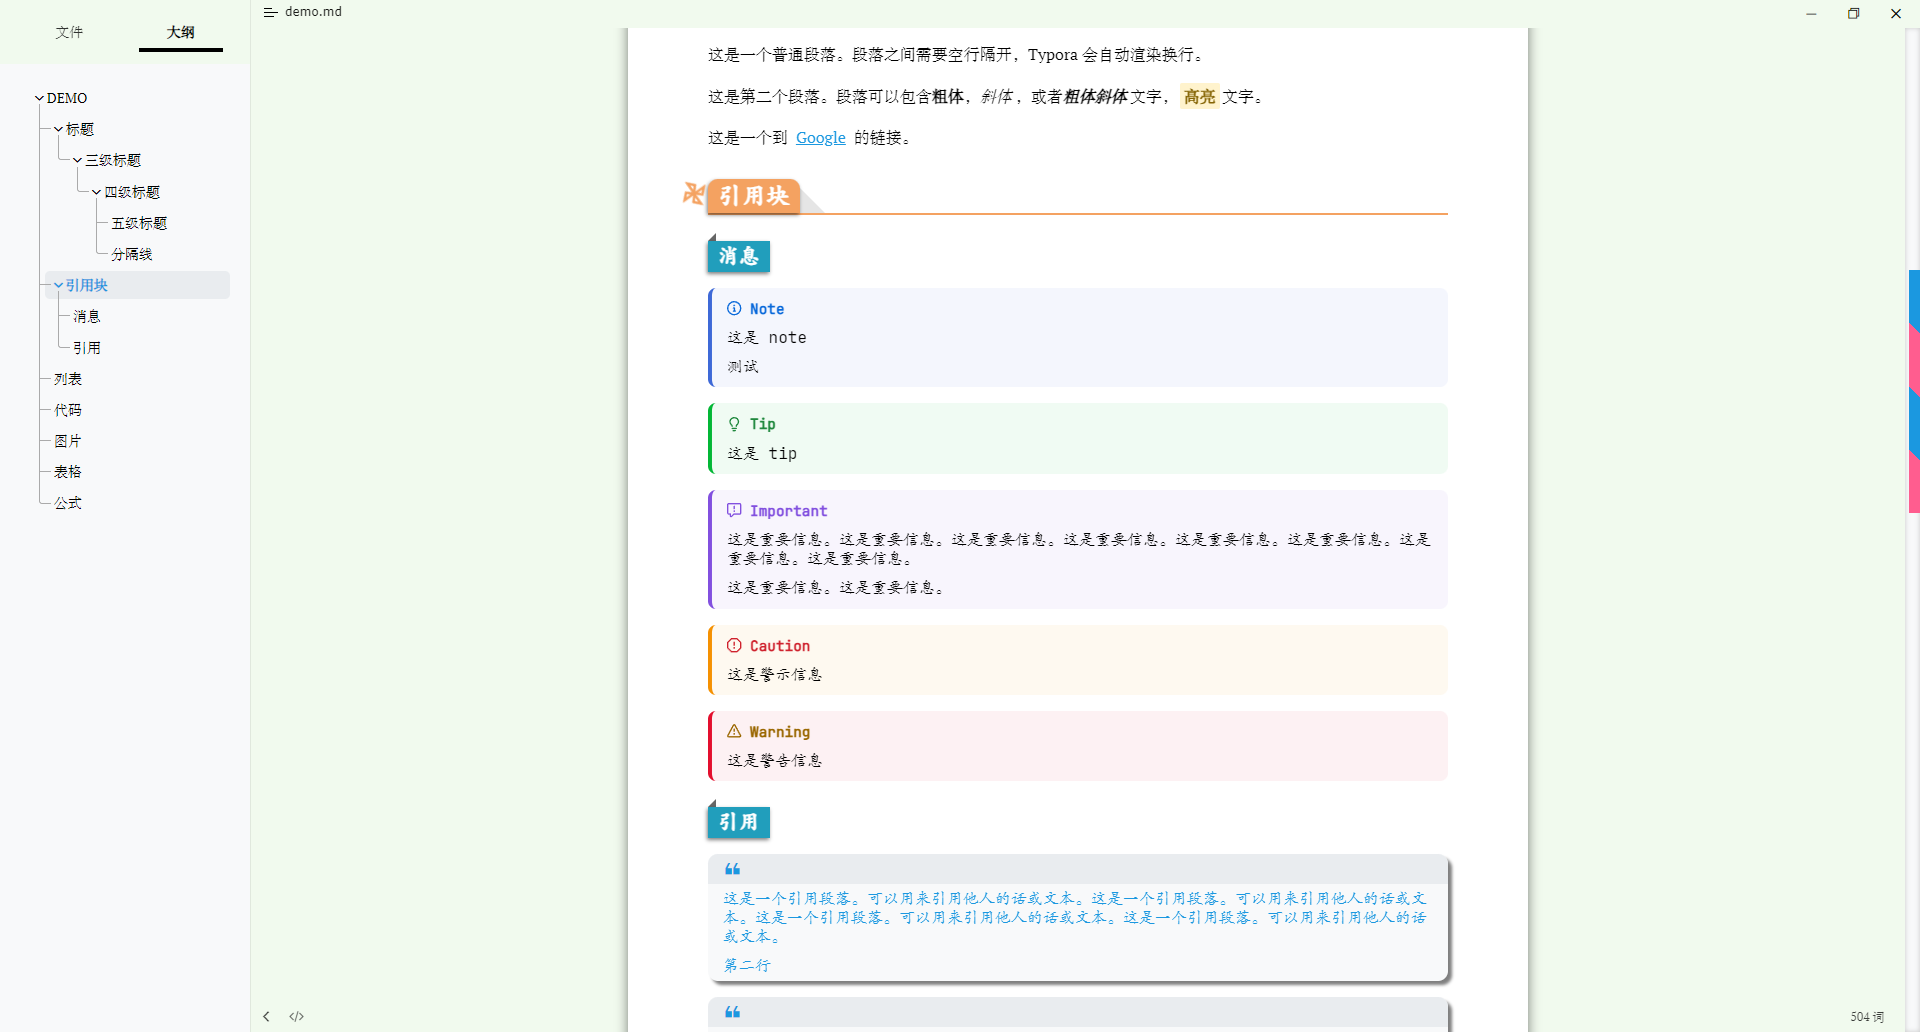 demo.md
文件
大纲
DEMO
标题
三级标题
四级标题
五级标题
分隔线
引用块
消息
引用
列表
代码
图片
表格
公式
这是一个普通段落。段落之间需要空行隔开，Typora 会自动渲染换行。
这是第二个段落。段落可以包含粗体，斜体，或者粗体斜体文字，高亮文字。
这是一个到 Google 的链接。
引用块
消息
Note
这是 note
测试
Tip
这是 tip
Important
这是重要信息。这是重要信息。这是重要信息。这是重要信息。这是重要信息。这是重要信息。这是
重要信息。这是重要信息。
这是重要信息。这是重要信息。
Caution
这是警示信息
Warning
这是警告信息
引用
这是一个引用段落。可以用来引用他人的话或文本。这是一个引用段落。可以用来引用他人的话或文
本。这是一个引用段落。可以用来引用他人的话或文本。这是一个引用段落。可以用来引用他人的话
或文本。
第二行
504 词